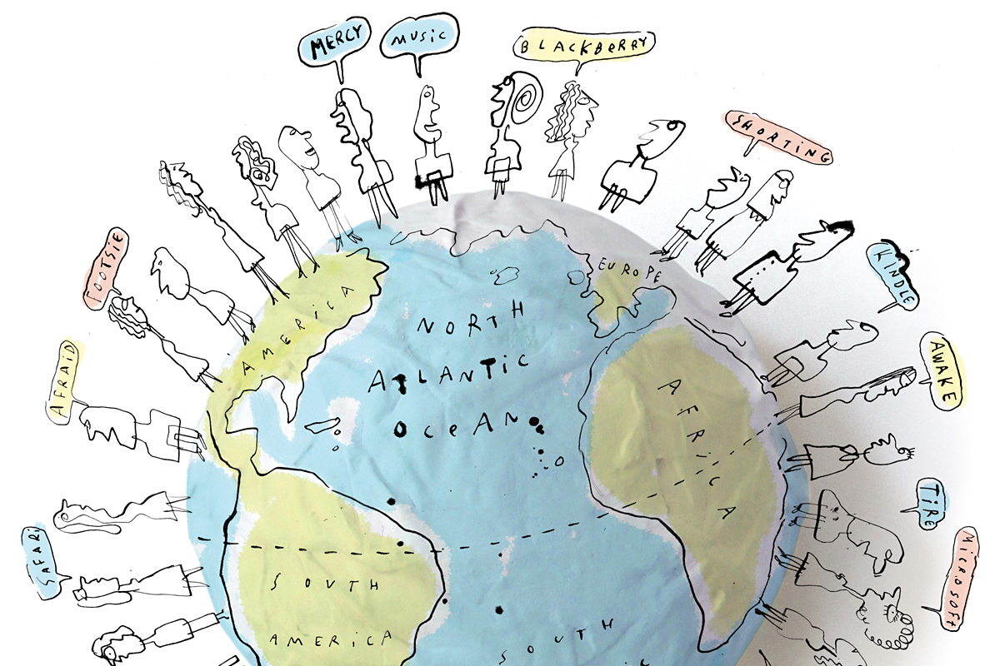 MERCY
MUSiC
BLACKBeRRY
SHORTiNG
FOOTSiE
KiNDLE
AFRAiD
AWAKE
EUROPE
AMERiCA
NORTH
ATLANTiC
OCeAN
AFRiCA
TiRE
SAFARi
MiCROSOFT
SOUTH
AMERiCA
SOUTH